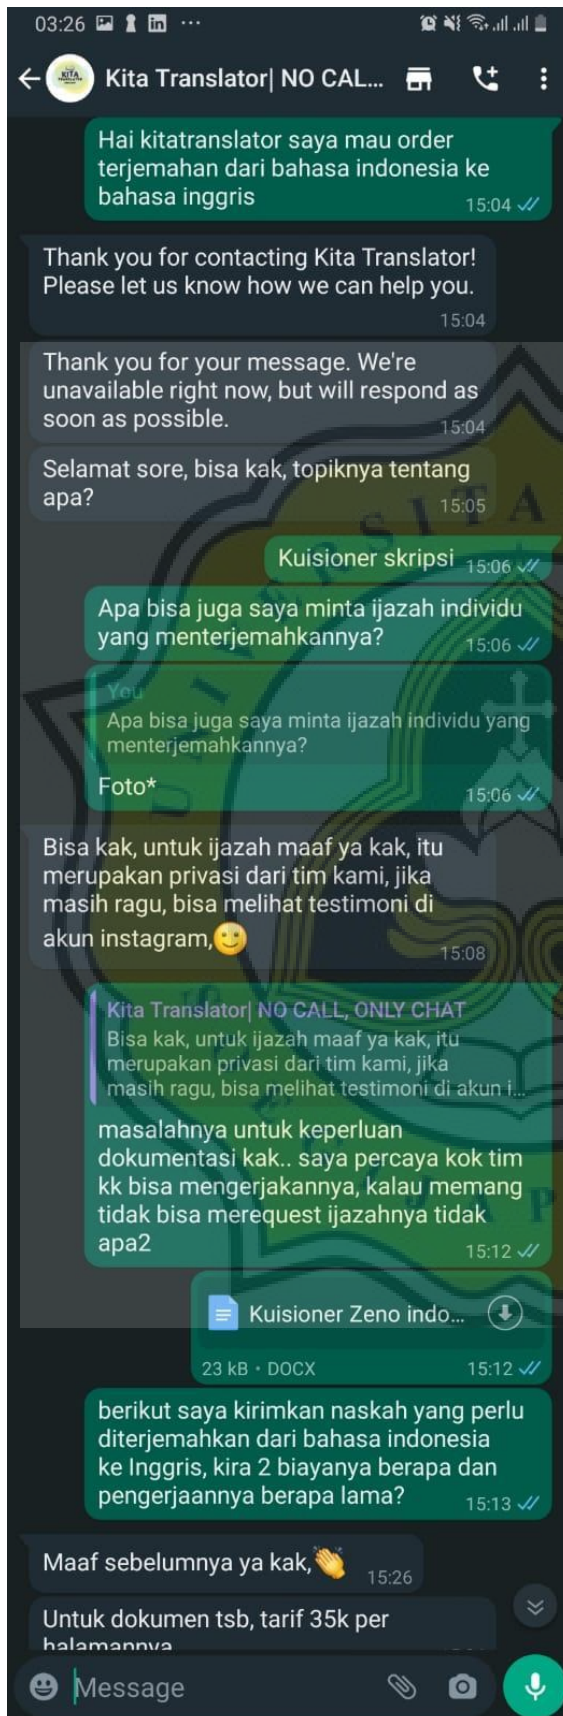 03:26
Kita Translator| NO CAL...
Hai kitatranslator saya mau order
terjemahan dari bahasa indonesia ke
bahasa inggris
15:04
Thank you for contacting Kita Translator!
Please let us know how we can help you.
15:04
Thank you for your message. We're
unavailable right now, but will respond as
soon as possible.
15:04
Selamat sore, bisa kak, topiknya tentang
apa?
15:05
Kuisioner skripsi 15:06
Apa bisa juga saya minta ijazah individu
yang menterjemahkannya?
15:06
You
Apa bisa juga saya minta ijazah individu yang
menterjemahkannya?
Foto*
15:06
Bisa kak, untuk ijazah maaf ya kak, itu
merupakan privasi dari tim kami, jika
masih ragu, bisa melihat testimoni di
akun instagram,🙂
15:08
Kita Translator| NO CALL, ONLY CHAT
Bisa kak, untuk ijazah maaf ya kak, itu
merupakan privasi dari tim kami, jika
masih ragu, bisa melihat testimoni di akun i...
masalahnya untuk keperluan
dokumentasi kak.. saya percaya kok tim
kk bisa mengerjakannya, kalau memang
tidak bisa merequest ijazahnya tidak
apa2
15:12
Kuisioner Zeno indo...
23 kB • DOCX 15:12
berikut saya kirimkan naskah yang perlu
diterjemahkan dari bahasa indonesia
ke Inggris, kira 2 biayanya berapa dan
pengerjaannya berapa lama?
15:13
Maaf sebelumnya ya kak,👏 15:26
Untuk dokumen tsb, tarif 35k per
halamannya
Message